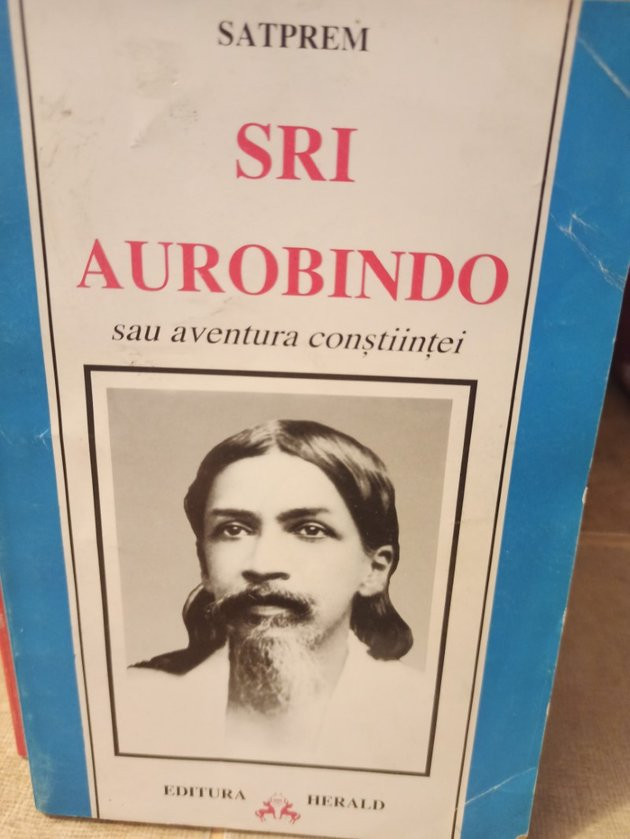 SATPREM
SRI
AUROBINDO
sau aventura conștiinței
EDITURA HERALD